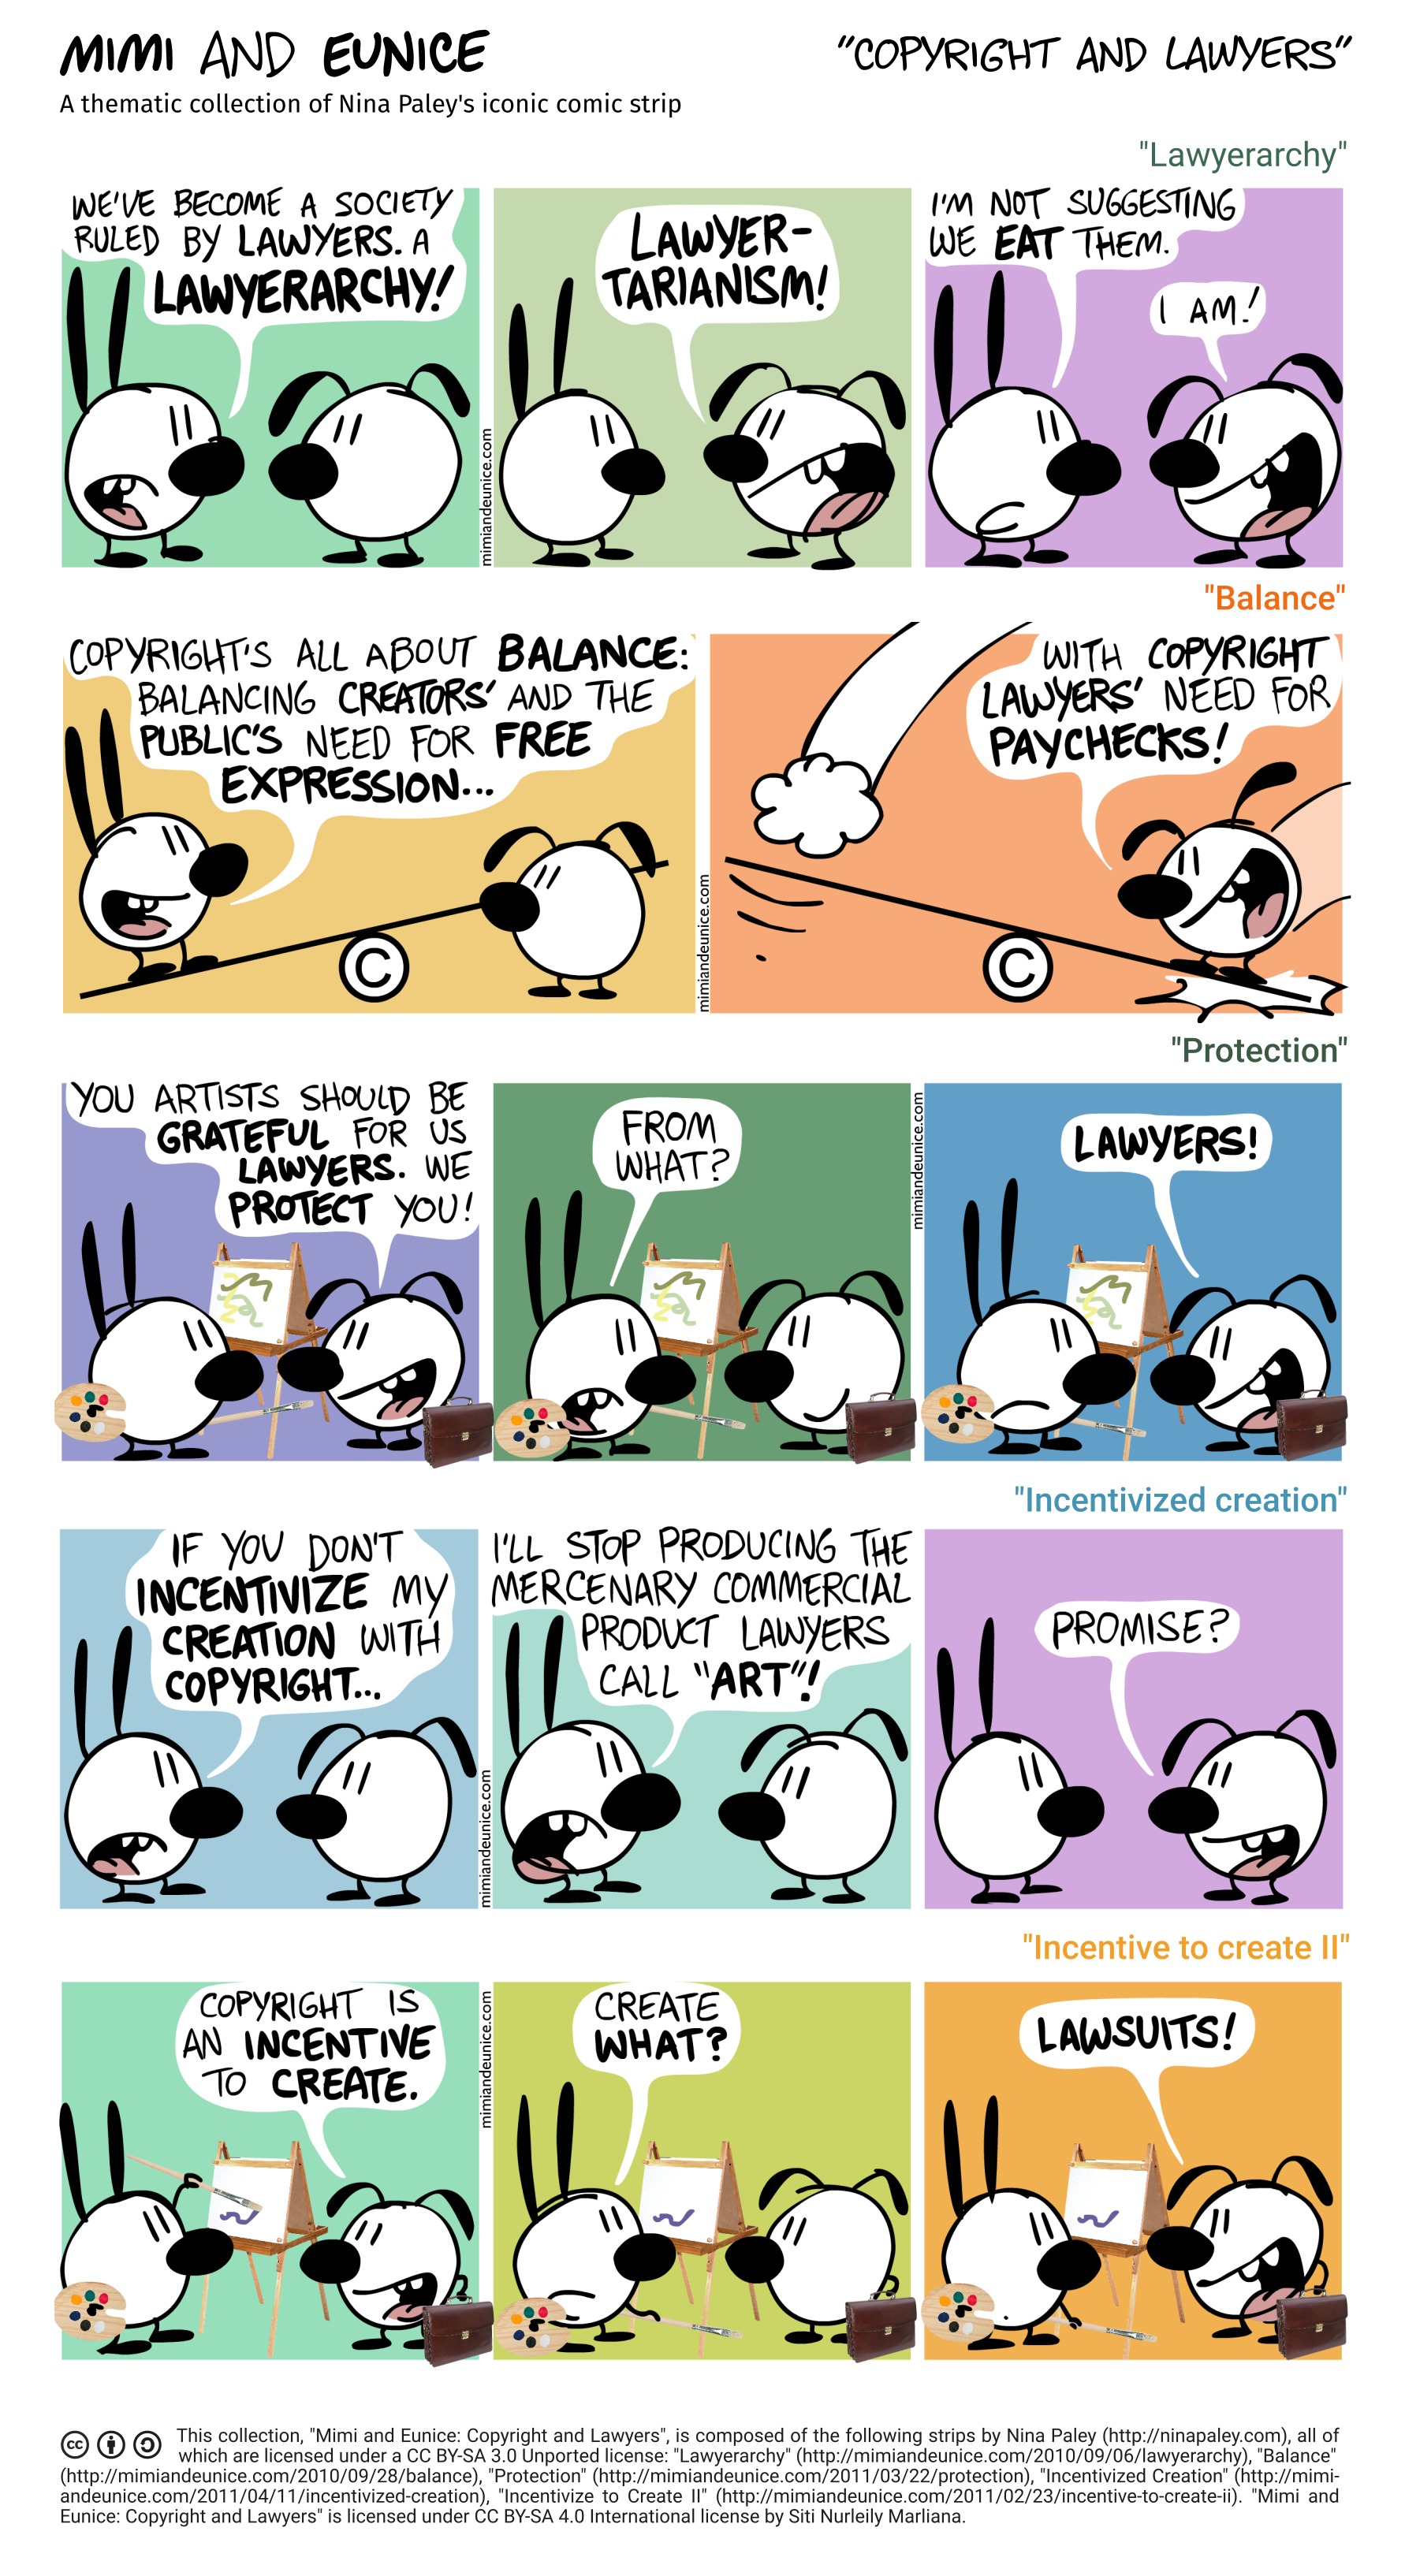 MIMI AND EUNICE
"COPYRIGHT AND LAWYERS"
A thematic collection of Nina Paley's iconic comic strip
"Lawyerarchy"
WE'VE BECOME A SOCIETY
RULED BY LAWYERS. A
LAWYERARCHY!
mimiandeunice.com
LAWYER-
TARIANISM!
I'M NOT SUGGESTING
WE EAT THEM.
I AM!
"Balance"
COPYRIGHT'S ALL ABOUT BALANCE:
BALANCING CREATORS' AND THE
PUBLIC'S NEED FOR FREE
EXPRESSION...
©
mimiandeunice.com
WITH COPYRIGHT
LAWYERS' NEED FOR
PAYCHECKS!
©
"Protection"
YOU ARTISTS SHOULD BE
GRATEFUL FOR US
LAWYERS. WE
PROTECT YOU!
FROM
WHAT?
mimiandeunice.com
LAWYERS!
"Incentivized creation"
IF YOU DON'T
INCENTIVIZE MY
CREATION WITH
COPYRIGHT...
mimiandeunice.com
I'LL STOP PRODUCING THE
MERCENARY COMMERCIAL
PRODUCT LAWYERS
CALL "ART"!
PROMISE?
"Incentive to create II"
COPYRIGHT IS
AN INCENTIVE
TO CREATE.
mimiandeunice.com
CREATE
WHAT?
LAWSUITS!
cc This collection, "Mimi and Eunice: Copyright and Lawyers", is composed of the following strips by Nina Paley (http://ninapaley.com), all of
which are licensed under a CC BY-SA 3.0 Unported license: "Lawyerarchy" (http://mimiandeunice.com/2010/09/06/lawyerarchy), "Balance"
(http://mimiandeunice.com/2010/09/28/balance), "Protection" (http://mimiandeunice.com/2011/03/22/protection), "Incentivized Creation" (http://mimi-
andeunice.com/2011/04/11/incentivized-creation), "Incentivize to Create II" (http://mimiandeunice.com/2011/02/23/incentive-to-create-ii). "Mimi and
Eunice: Copyright and Lawyers" is licensed under CC BY-SA 4.0 International license by Siti Nurleily Marliana.